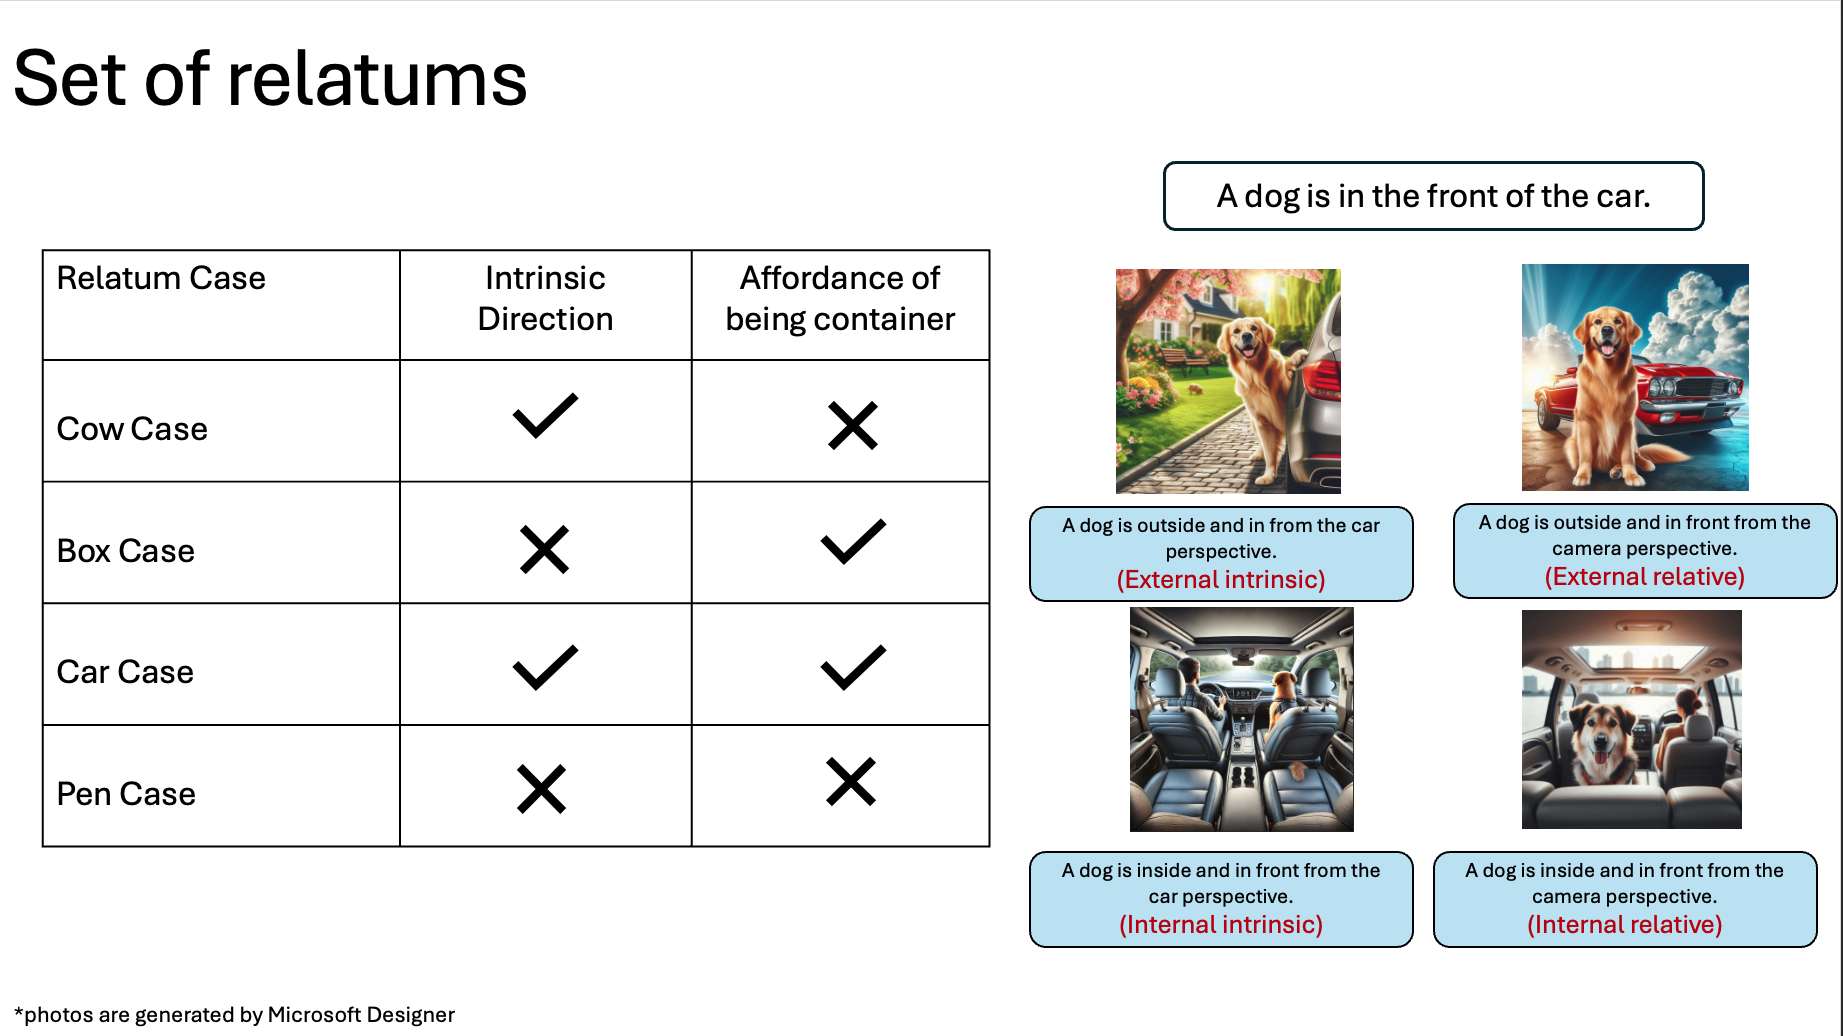 Set of relatums
A dog is in the front of the car.
Relatum Case
Intrinsic
Direction
Affordance of
being container
Cow Case
Box Case
Car Case
Pen Case
A dog is outside and in from the car
perspective.
(External intrinsic)
A dog is outside and in front from the
camera perspective.
(External relative)
A dog is inside and in front from the
car perspective.
(Internal intrinsic)
A dog is inside and in front from the
camera perspective.
(Internal relative)
*photos are generated by Microsoft Designer